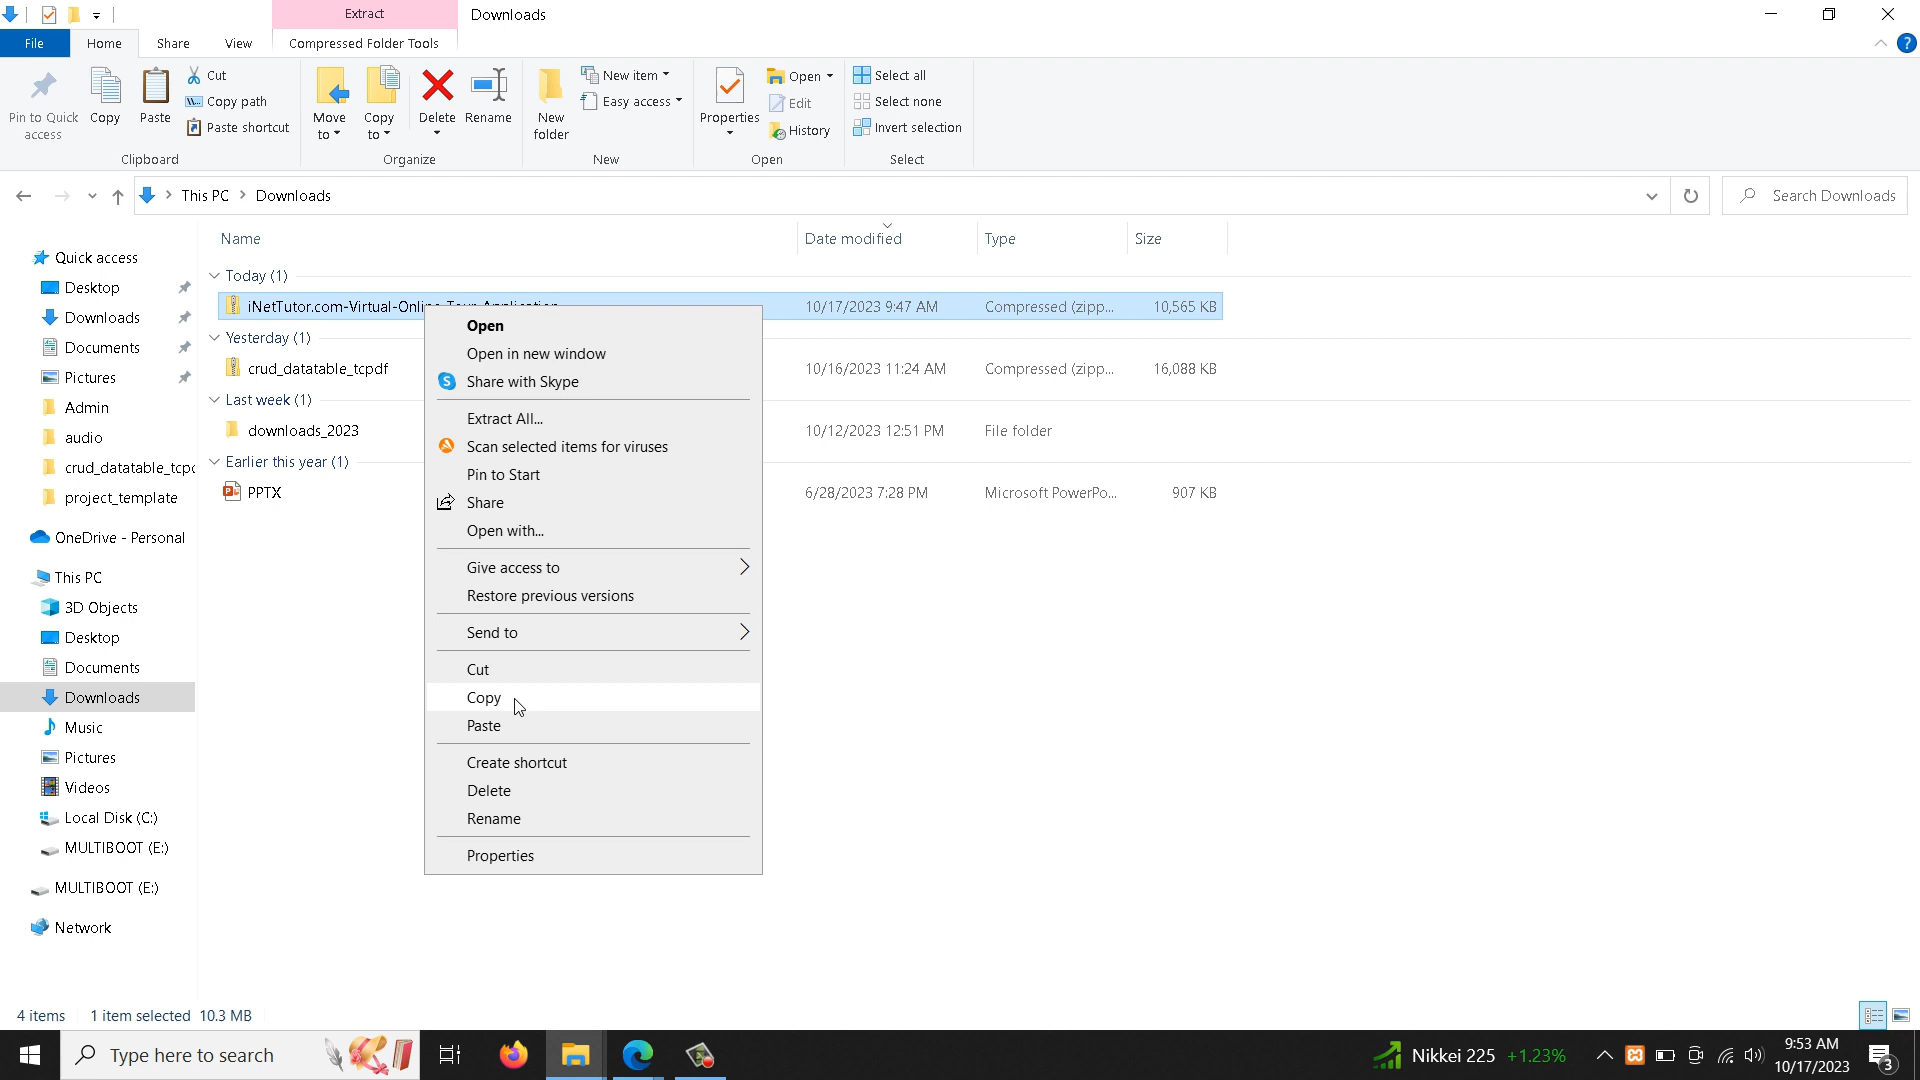 Extract
Downloads
File
Home
Share
View
Compressed Folder Tools
Pin to Quick access
Copy
Paste
Cut
Copy path
Paste shortcut
Clipboard
Move to
Copy to
Delete
Rename
Organize
New folder
New item
Easy access
New
Properties
Open
Edit
History
Open
Select all
Select none
Invert selection
Select
This PC
Downloads
Search Downloads
Name
Date modified
Type
Size
Quick access
Desktop
Downloads
Documents
Pictures
Admin
audio
crud_datatable_tcp
project_template
OneDrive - Personal
This PC
3D Objects
Desktop
Documents
Downloads
Music
Pictures
Videos
Local Disk (C:)
MULTIBOOT (E:)
MULTIBOOT (E:)
Network
Today (1)
iNetTutor.com-Virtual-Online-Tour-Application 10/17/2023 9:47 AM Compressed (zipp... 10,565 KB
Yesterday (1)
crud_datatable_tcpdf 10/16/2023 11:24 AM Compressed (zipp... 16,088 KB
Last week (1)
downloads_2023 10/12/2023 12:51 PM File folder
Earlier this year (1)
PPTX 6/28/2023 7:28 PM Microsoft PowerPo... 907 KB
Open
Open in new window
S Share with Skype
Extract All...
Scan selected items for viruses
Pin to Start
Share
Open with...
Give access to
Restore previous versions
Send to
Cut
Copy
Paste
Create shortcut
Delete
Rename
Properties
4 items 1 item selected 10.3 MB
Type here to search
Nikkei 225 +1.23%
9:53 AM
10/17/2023
3